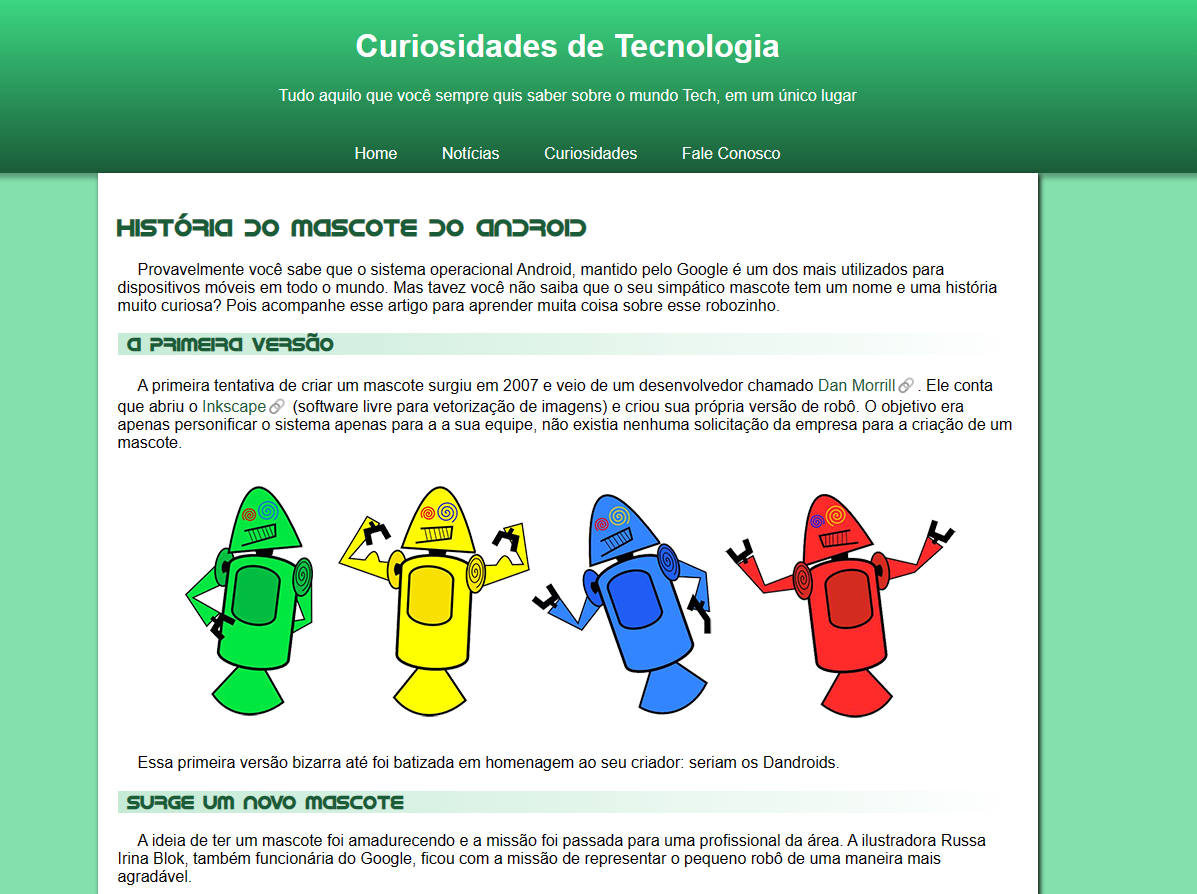 Curiosidades de Tecnologia
Tudo aquilo que você sempre quis saber sobre o mundo Tech, em um único lugar
Home Notícias Curiosidades Fale Conosco
História do Mascote do Android
Provavelmente você sabe que o sistema operacional Android, mantido pelo Google é um dos mais utilizados para
dispositivos móveis em todo o mundo. Mas tavez você não saiba que o seu simpático mascote tem um nome e uma história
muito curiosa? Pois acompanhe esse artigo para aprender muita coisa sobre esse robozinho.
A primeira versão
A primeira tentativa de criar um mascote surgiu em 2007 e veio de um desenvolvedor chamado Dan Morrill. Ele conta
que abriu o Inkscape (software livre para vetorização de imagens) e criou sua própria versão de robô. O objetivo era
apenas personificar o sistema apenas para a a sua equipe, não existia nenhuma solicitação da empresa para a criação de um
mascote.
Essa primeira versão bizarra até foi batizada em homenagem ao seu criador: seriam os Dandroids.
Surge um novo mascote
A ideia de ter um mascote foi amadurecendo e a missão foi passada para uma profissional da área. A ilustradora Russa
Irina Blok, também funcionária do Google, ficou com a missão de representar o pequeno robô de uma maneira mais
agradável.